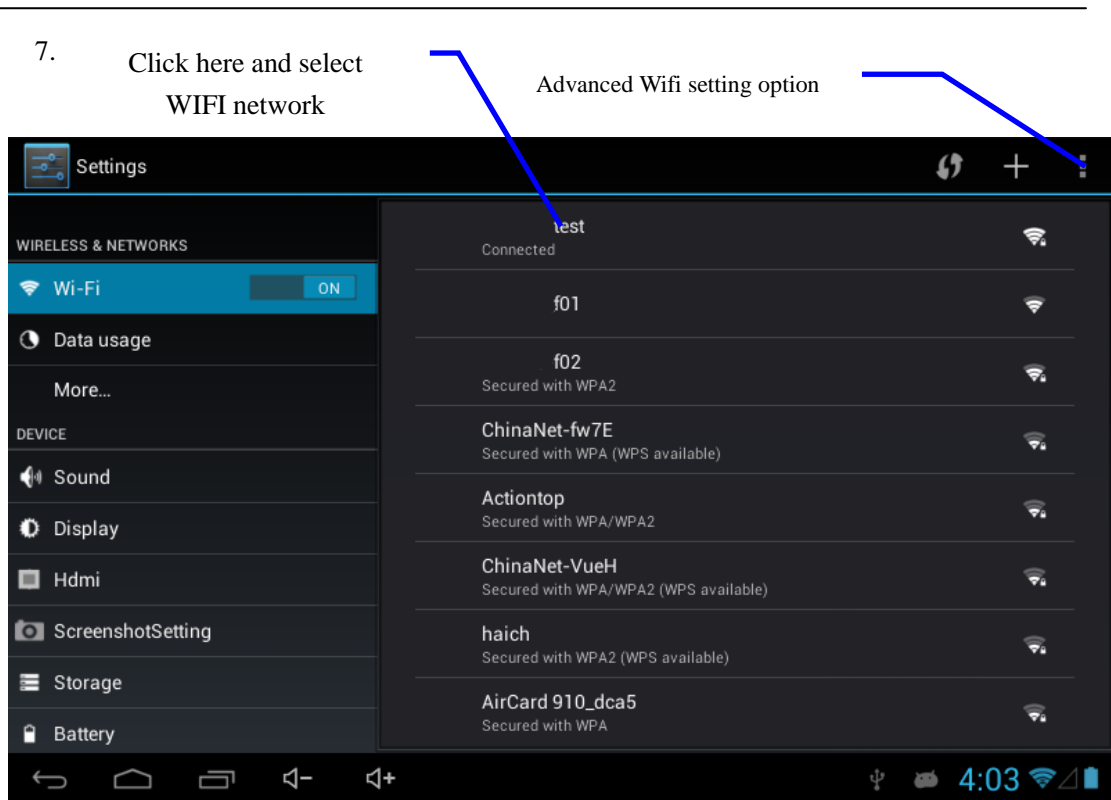 7.
Click here and select
WIFI network
Advanced Wifi setting option
Settings
WIRELESS & NETWORKS
Wi-Fi
ON
Data usage
More...
DEVICE
Sound
Display
Hdmi
ScreenshotSetting
Storage
Battery
test
Connected
f01
f02
Secured with WPA2
ChinaNet-fw7E
Secured with WPA (WPS available)
Actiontop
Secured with WPA/WPA2
ChinaNet-VueH
Secured with WPA/WPA2 (WPS available)
haich
Secured with WPA2 (WPS available)
AirCard 910_dca5
Secured with WPA
4:03